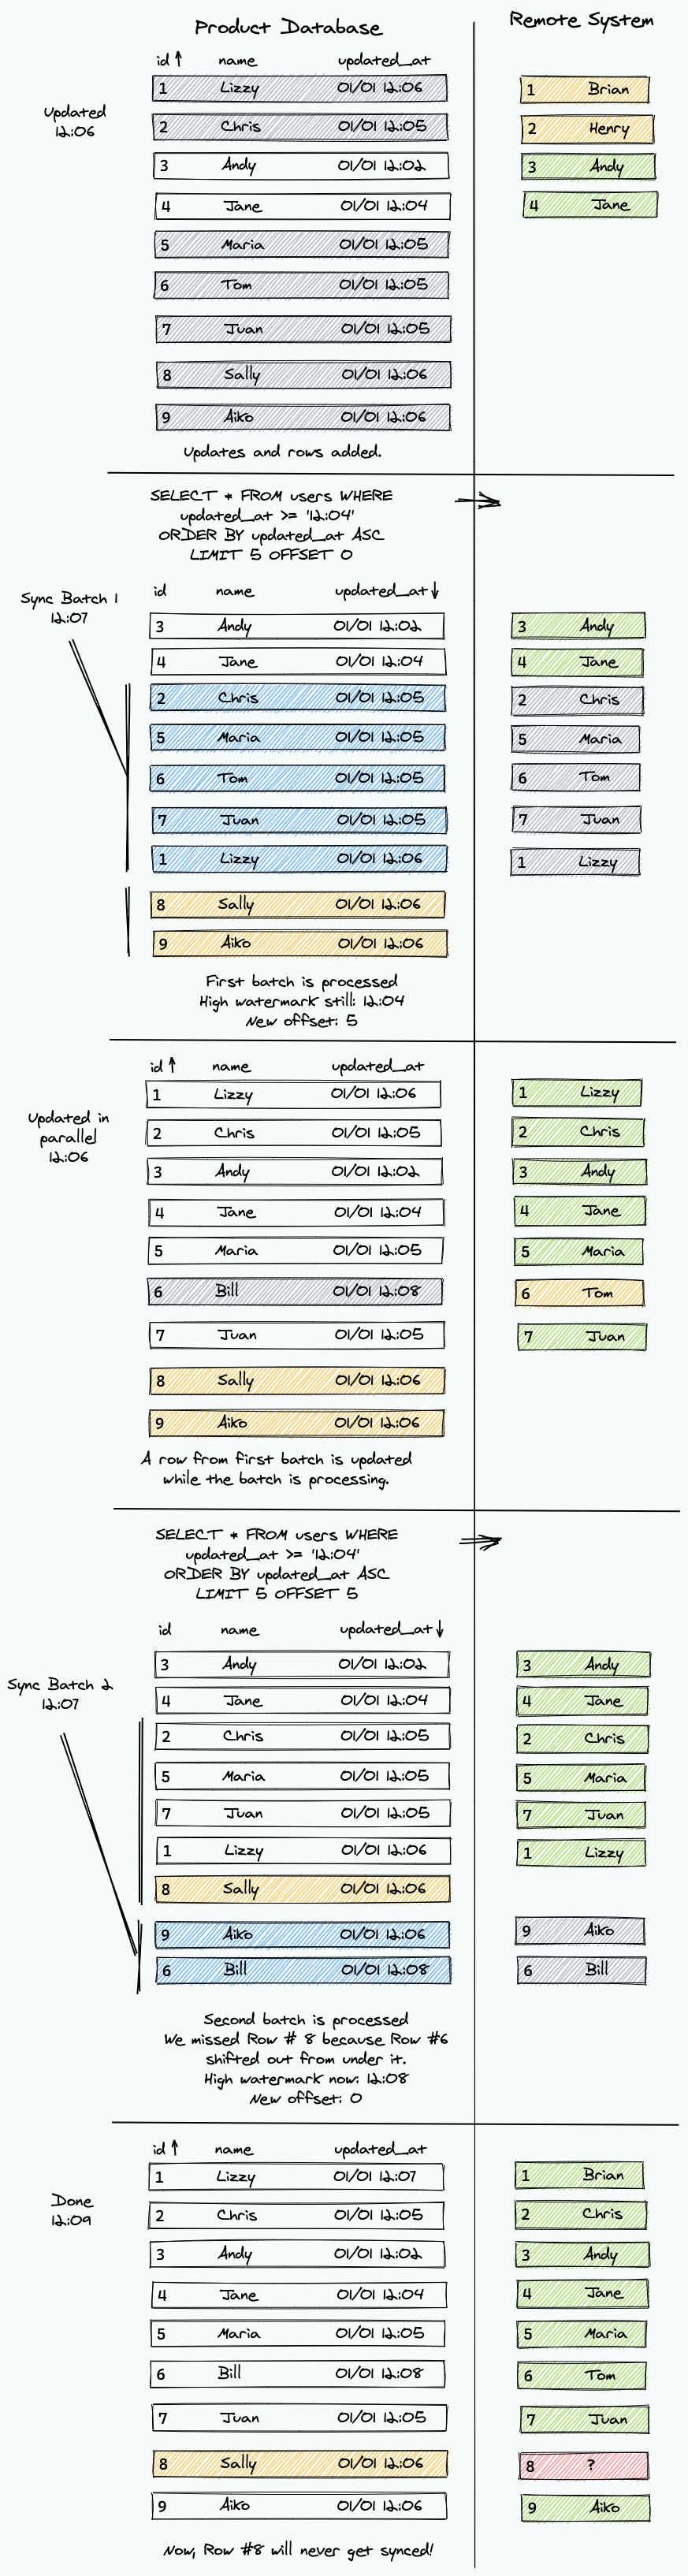 Product Database
Remote System
id ↑ name updated_at
1 Lizzy 01/01 12:06
1 Brian
Updated
12:06
2 Chris 01/01 12:05
2 Henry
3 Andy 01/01 12:02
3 Andy
4 Jane 01/01 12:04
4 Jane
5 Maria 01/01 12:05
6 Tom 01/01 12:05
7 Juan 01/01 12:05
8 Sally 01/01 12:06
9 Aiko 01/01 12:06
Updates and rows added.
SELECT * FROM users WHERE
updated_at >= '12:04'
ORDER BY updated_at ASC
LIMIT 5 OFFSET 0
Sync Batch 1
12:07
id name updated_at ↓
3 Andy 01/01 12:02
3 Andy
4 Jane 01/01 12:04
4 Jane
2 Chris 01/01 12:05
2 Chris
5 Maria 01/01 12:05
5 Maria
6 Tom 01/01 12:05
6 Tom
7 Juan 01/01 12:05
7 Juan
1 Lizzy 01/01 12:06
1 Lizzy
8 Sally 01/01 12:06
9 Aiko 01/01 12:06
First batch is processed
High watermark still: 12:04
New offset: 5
id ↑ name updated_at
1 Lizzy 01/01 12:06
1 Lizzy
Updated in
parallel
12:06
2 Chris 01/01 12:05
2 Chris
3 Andy 01/01 12:02
3 Andy
4 Jane 01/01 12:04
4 Jane
5 Maria 01/01 12:05
5 Maria
6 Bill 01/01 12:08
6 Tom
7 Juan 01/01 12:05
7 Juan
8 Sally 01/01 12:06
9 Aiko 01/01 12:06
A row from first batch is updated
while the batch is processing.
SELECT * FROM users WHERE
updated_at >= '12:04'
ORDER BY updated_at ASC
LIMIT 5 OFFSET 5
id name updated_at ↓
3 Andy 01/01 12:02
3 Andy
Sync Batch 2
12:07
4 Jane 01/01 12:04
4 Jane
2 Chris 01/01 12:05
2 Chris
5 Maria 01/01 12:05
5 Maria
7 Juan 01/01 12:05
7 Juan
1 Lizzy 01/01 12:06
1 Lizzy
8 Sally 01/01 12:06
9 Aiko 01/01 12:06
9 Aiko
6 Bill 01/01 12:08
6 Bill
Second batch is processed
We missed Row # 8 because Row #6
shifted out from under it.
High watermark now: 12:08
New offset: 0
id ↑ name updated_at
1 Lizzy 01/01 12:07
1 Brian
Done
12:09
2 Chris 01/01 12:05
2 Chris
3 Andy 01/01 12:02
3 Andy
4 Jane 01/01 12:04
4 Jane
5 Maria 01/01 12:05
5 Maria
6 Bill 01/01 12:08
6 Tom
7 Juan 01/01 12:05
7 Juan
8 Sally 01/01 12:06
8 ?
9 Aiko 01/01 12:06
9 Aiko
Now, Row #8 will never get synced!